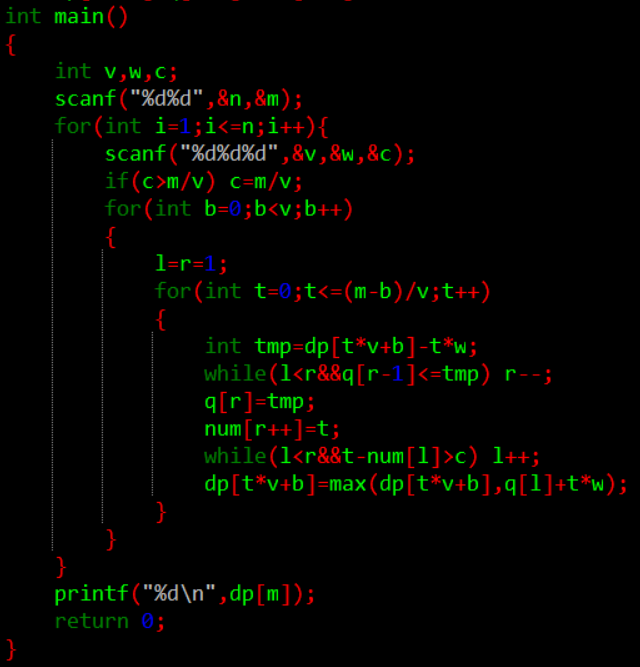 int main()
{
int v,w,c;
scanf("%d%d",&n,&m);
for(int i=1;i<=n;i++){
scanf("%d%d%d",&v,&w,&c);
if(c>m/v) c=m/v;
for(int b=0;b<v;b++)
{
l=r=1;
for(int t=0;t<=(m-b)/v;t++)
{
int tmp=dp[t*v+b]-t*w;
while(l<r&&q[r-1]<=tmp) r--;
q[r]=tmp;
num[r++]=t;
while(l<r&&t-num[l]>c) l++;
dp[t*v+b]=max(dp[t*v+b],q[l]+t*w);
}
}
}
printf("%d\n",dp[m]);
return 0;
}